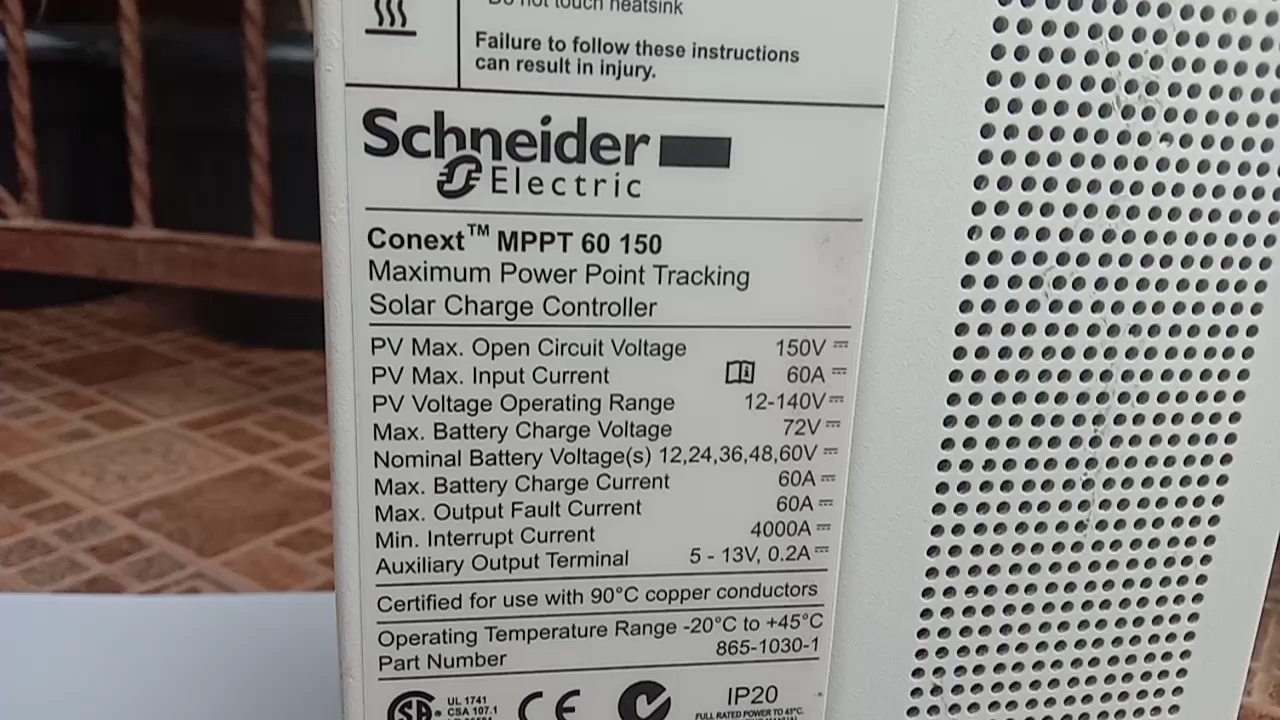 Do not touch heatsink
Failure to follow these instructions
can result in injury.
Schneider
Electric
Conext™ MPPT 60 150
Maximum Power Point Tracking
Solar Charge Controller
PV Max. Open Circuit Voltage 150V
PV Max. Input Current 60A
PV Voltage Operating Range 12-140V
Max. Battery Charge Voltage 72V
Nominal Battery Voltage(s) 12,24,36,48,60V
Max. Battery Charge Current 60A
Max. Output Fault Current 60A
Min. Interrupt Current 4000A
Auxiliary Output Terminal 5 - 13V, 0.2A
Certified for use with 90°C copper conductors
Operating Temperature Range -20°C to +45°C
Part Number 865-1030-1
UL 1741
CSA 107.1
CE
IP20
FULL RATED POWER TO 45°C.